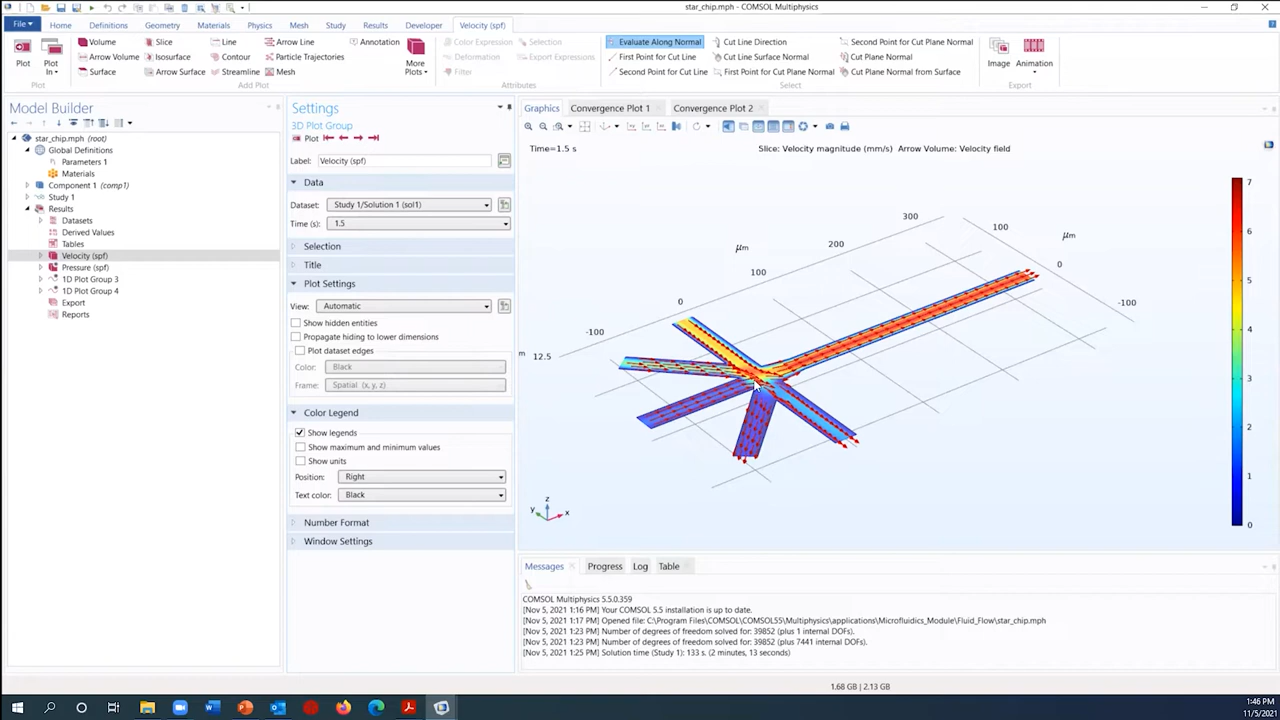 star_chip.mph - COMSOL Multiphysics
File Home Definitions Geometry Materials Physics Mesh Study Results Developer Velocity (spf)
Plot
Plot In
Volume Slice Line Arrow Line Annotation
Arrow Volume Isosurface Contour Particle Trajectories
Surface Arrow Surface Streamline Mesh
More Plots
Color Expression Selection
Deformation Export Expressions
Filter
Evaluate Along Normal Cut Line Direction Second Point for Cut Plane Normal
First Point for Cut Line Cut Line Surface Normal Cut Plane Normal
Second Point for Cut Line First Point for Cut Plane Normal Cut Plane Normal from Surface
Image Animation
Plot Add Plot Attributes Select Export
Model Builder
star_chip.mph (root)
Global Definitions
Parameters 1
Materials
Component 1 (comp1)
Study 1
Results
Datasets
Derived Values
Tables
Velocity (spf)
Pressure (spf)
1D Plot Group 3
1D Plot Group 4
Export
Reports
Settings
3D Plot Group
Plot
Label: Velocity (spf)
Data
Dataset: Study 1/Solution 1 (sol1)
Time (s): 1.5
Selection
Title
Plot Settings
View: Automatic
Show hidden entities
Propagate hiding to lower dimensions
Plot dataset edges
Color: Black
Frame: Spatial (x, y, z)
Color Legend
Show legends
Show maximum and minimum values
Show units
Position: Right
Text color: Black
Number Format
Window Settings
Graphics Convergence Plot 1 Convergence Plot 2
Time=1.5 s Slice: Velocity magnitude (mm/s) Arrow Volume: Velocity field
300
100
μm
200
μm
100
0
0
-100
-100
m 12.5
7
6
5
4
3
2
1
0
z
y
x
Messages Progress Log Table
COMSOL Multiphysics 5.5.0.359
[Nov 5, 2021 1:16 PM] Your COMSOL 5.5 installation is up to date.
[Nov 5, 2021 1:17 PM] Opened file: C:\Program Files\COMSOL\COMSOL55\Multiphysics\applications\Microfluidics_Module\Fluid_Flow\star_chip.mph
[Nov 5, 2021 1:23 PM] Number of degrees of freedom solved for: 39852 (plus 1 internal DOFs).
[Nov 5, 2021 1:23 PM] Number of degrees of freedom solved for: 39852 (plus 7441 internal DOFs).
[Nov 5, 2021 1:25 PM] Solution time (Study 1): 133 s. (2 minutes, 13 seconds)
1.68 GB | 2.13 GB
1:46 PM
11/5/2021